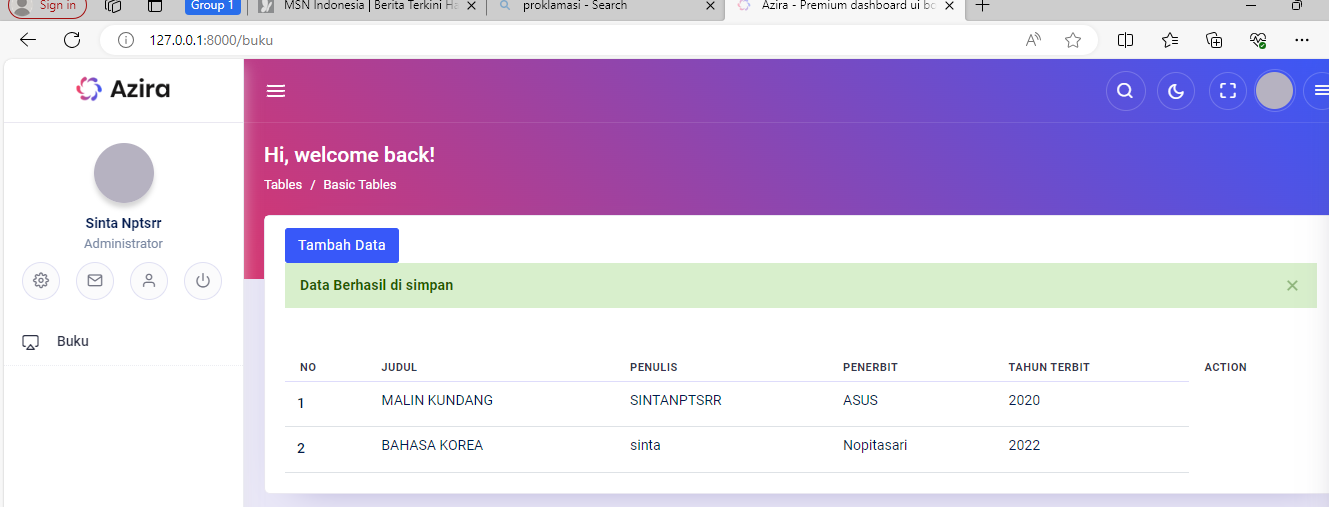 Sign in
Group 1
MSN Indonesia | Berita Terkini Ha
proklamasi - Search
Azira - Premium dashboard ui bo
127.0.0.1:8000/buku
Azira
Hi, welcome back!
Tables / Basic Tables
Sinta Nptsrr
Administrator
Buku
Tambah Data
Data Berhasil di simpan
NO JUDUL PENULIS PENERBIT TAHUN TERBIT ACTION
1 MALIN KUNDANG SINTANPTSRR ASUS 2020
2 BAHASA KOREA sinta Nopitasari 2022